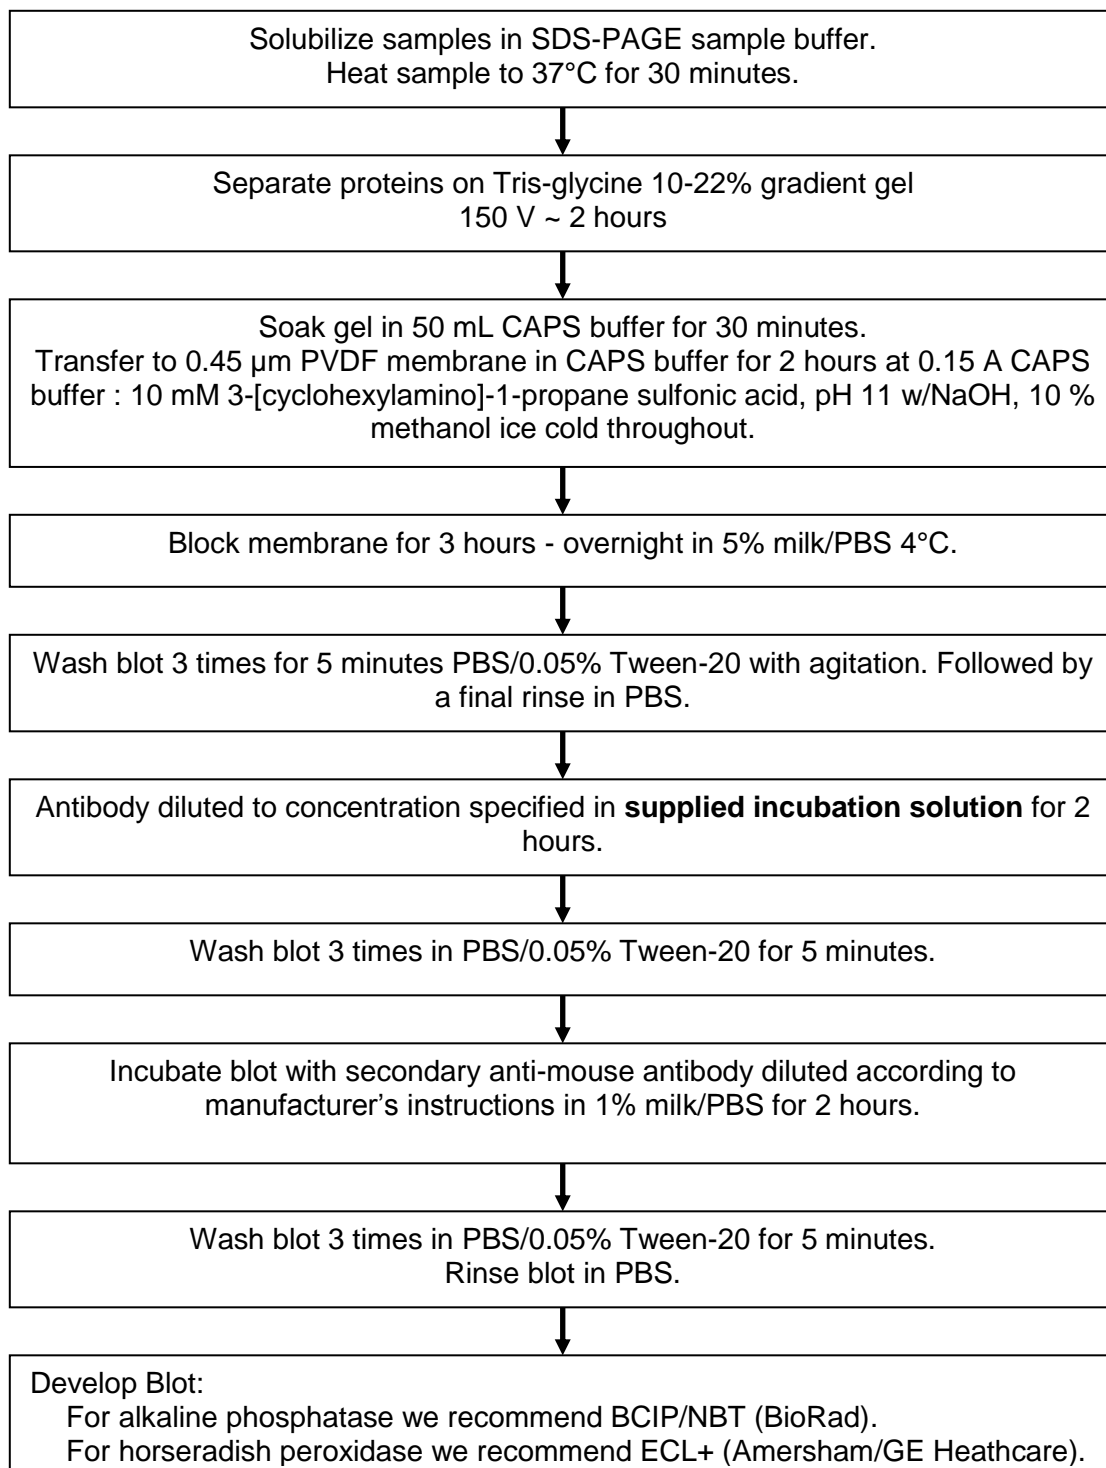 Solubilize samples in SDS-PAGE sample buffer.
Heat sample to 37°C for 30 minutes.
Separate proteins on Tris-glycine 10-22% gradient gel
150 V ~ 2 hours
Soak gel in 50 mL CAPS buffer for 30 minutes.
Transfer to 0.45 µm PVDF membrane in CAPS buffer for 2 hours at 0.15 A CAPS
buffer : 10 mM 3-[cyclohexylamino]-1-propane sulfonic acid, pH 11 w/NaOH, 10 %
methanol ice cold throughout.
Block membrane for 3 hours - overnight in 5% milk/PBS 4°C.
Wash blot 3 times for 5 minutes PBS/0.05% Tween-20 with agitation. Followed by
a final rinse in PBS.
Antibody diluted to concentration specified in supplied incubation solution for 2
hours.
Wash blot 3 times in PBS/0.05% Tween-20 for 5 minutes.
Incubate blot with secondary anti-mouse antibody diluted according to
manufacturer’s instructions in 1% milk/PBS for 2 hours.
Wash blot 3 times in PBS/0.05% Tween-20 for 5 minutes.
Rinse blot in PBS.
Develop Blot:
For alkaline phosphatase we recommend BCIP/NBT (BioRad).
For horseradish peroxidase we recommend ECL+ (Amersham/GE Heathcare).